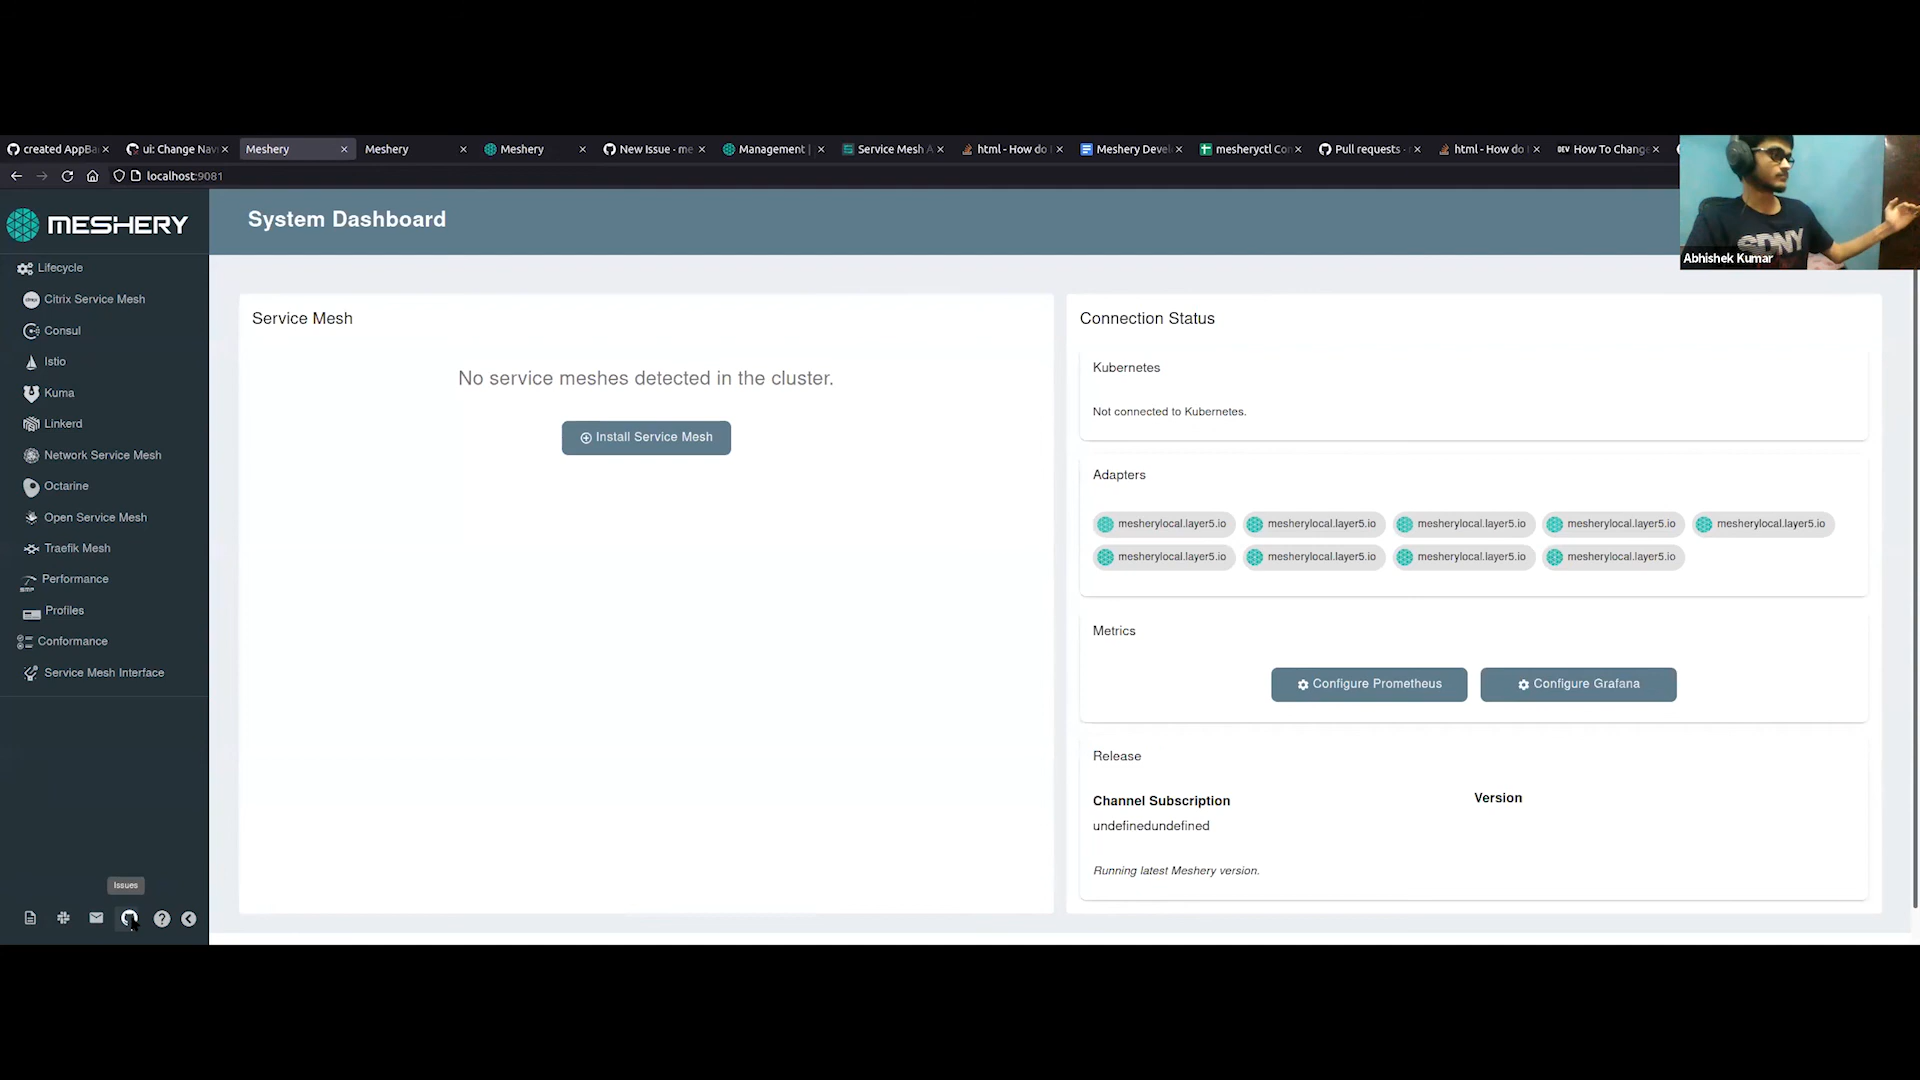 created AppBa
ui: Change Nav
Meshery
Meshery
Meshery
New Issue · me
Management |
Service Mesh A
html - How do
Meshery Devel
mesheryctl Con
Pull requests ·
html - How do
DEV How To Change
localhost:9081
MESHERY
System Dashboard
Abhishek Kumar
SDNY
Lifecycle
Citrix Service Mesh
Consul
Istio
Kuma
Linkerd
Network Service Mesh
Octarine
Open Service Mesh
Traefik Mesh
Performance
Profiles
Conformance
Service Mesh Interface
Issues
Service Mesh
No service meshes detected in the cluster.
Install Service Mesh
Connection Status
Kubernetes
Not connected to Kubernetes.
Adapters
mesherylocal.layer5.io mesherylocal.layer5.io mesherylocal.layer5.io mesherylocal.layer5.io mesherylocal.layer5.io
mesherylocal.layer5.io mesherylocal.layer5.io mesherylocal.layer5.io mesherylocal.layer5.io
Metrics
Configure Prometheus
Configure Grafana
Release
Channel Subscription
undefinedundefined
Version
Running latest Meshery version.